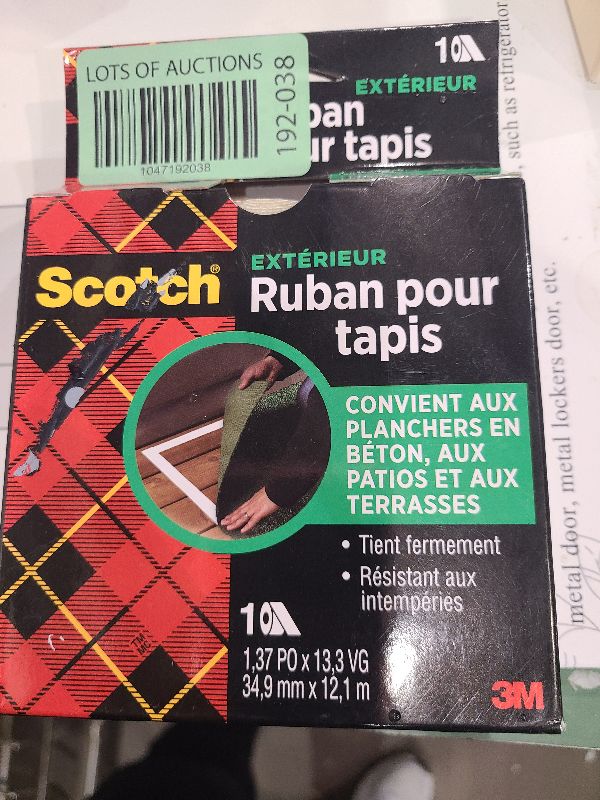 LOTS OF AUCTIONS
1047192038
192-038
10
EXTÉRIEUR
ur tapis
Scotch®
EXTÉRIEUR
Ruban pour
tapis
CONVIENT AUX
PLANCHERS EN
BÉTON, AUX
PATIOS ET AUX
TERRASSES
• Tient fermement
• Résistant aux
intempéries
10
1,37 PO x 13,3 VG
34,9 mm x 12,1 m
3M
TM/MC
, such as refrigerator
metal door, metal lockers door, etc.